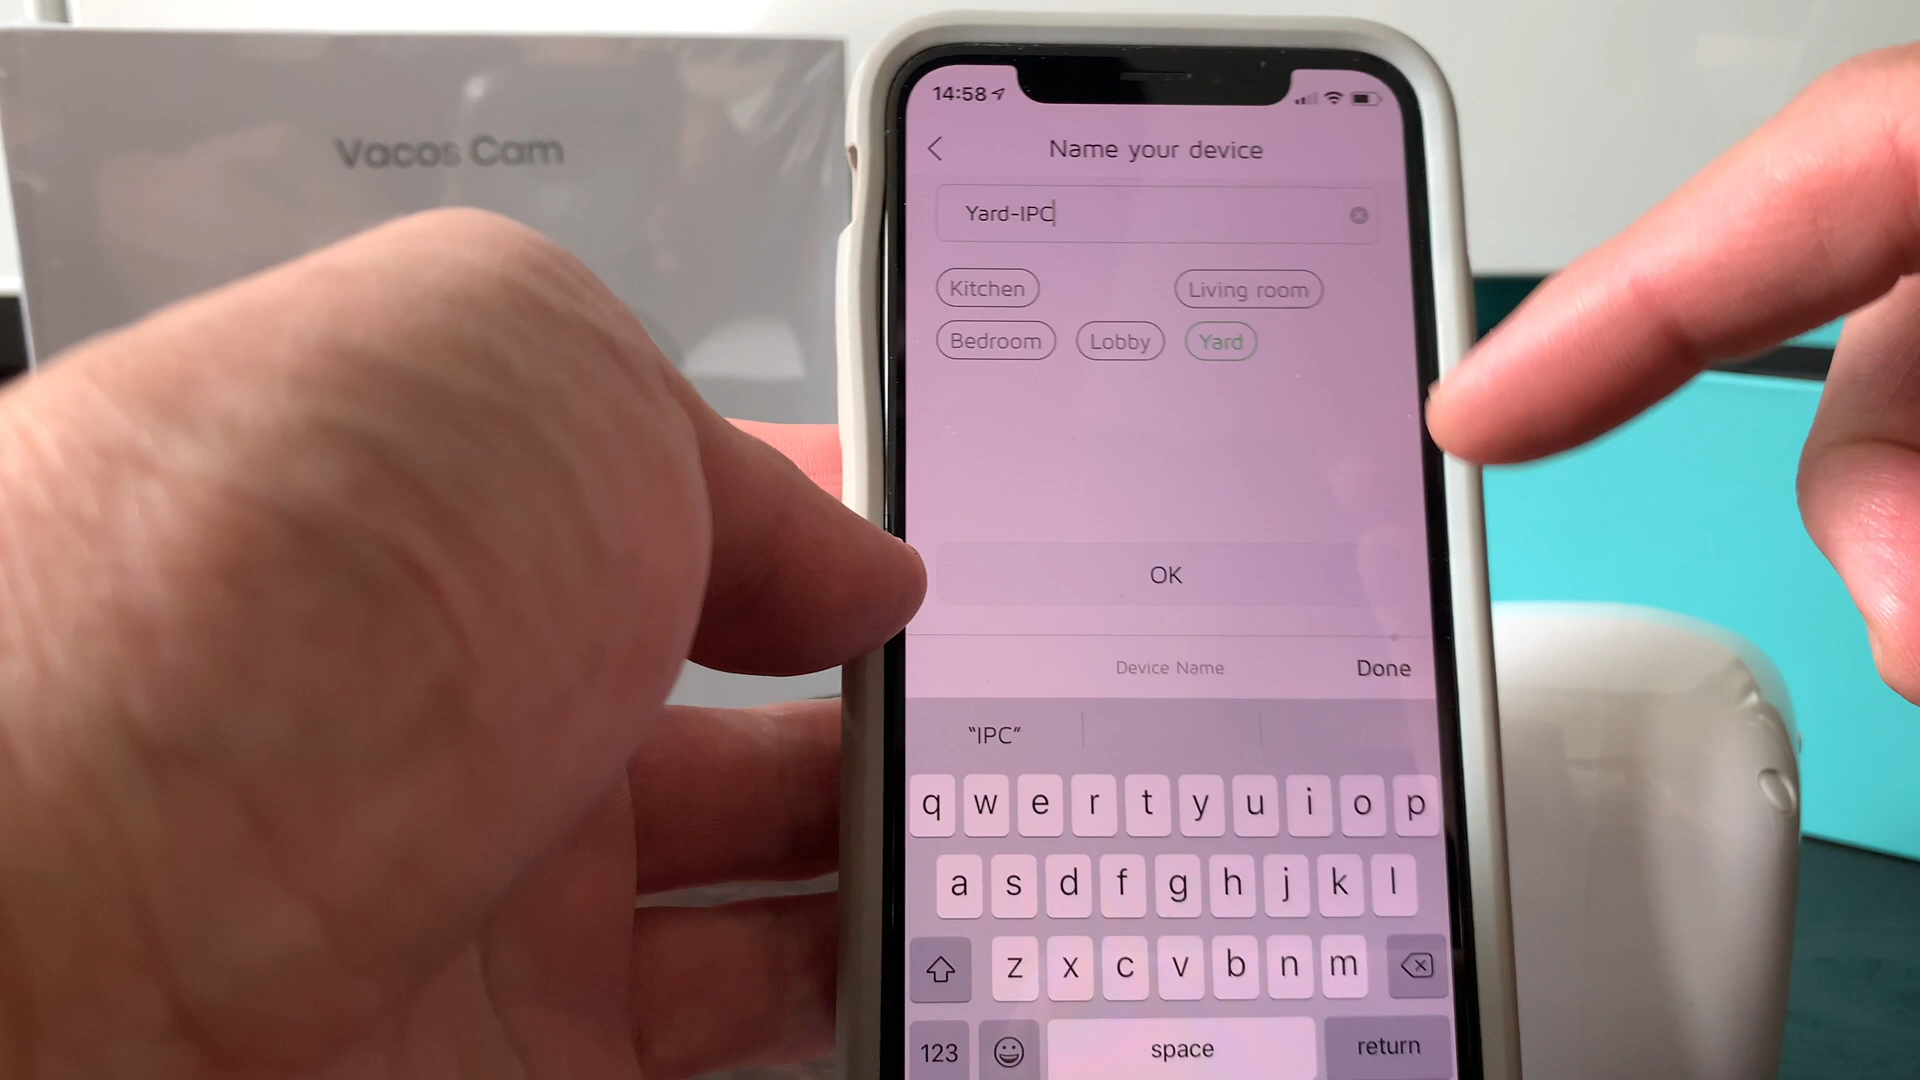 Vacos Cam
14:58
Name your device
Yard-IPC
Kitchen Living room
Bedroom Lobby Yard
OK
Device Name Done
“IPC”
q w e r t y u i o p
a s d f g h j k l
z x c v b n m
123 space return